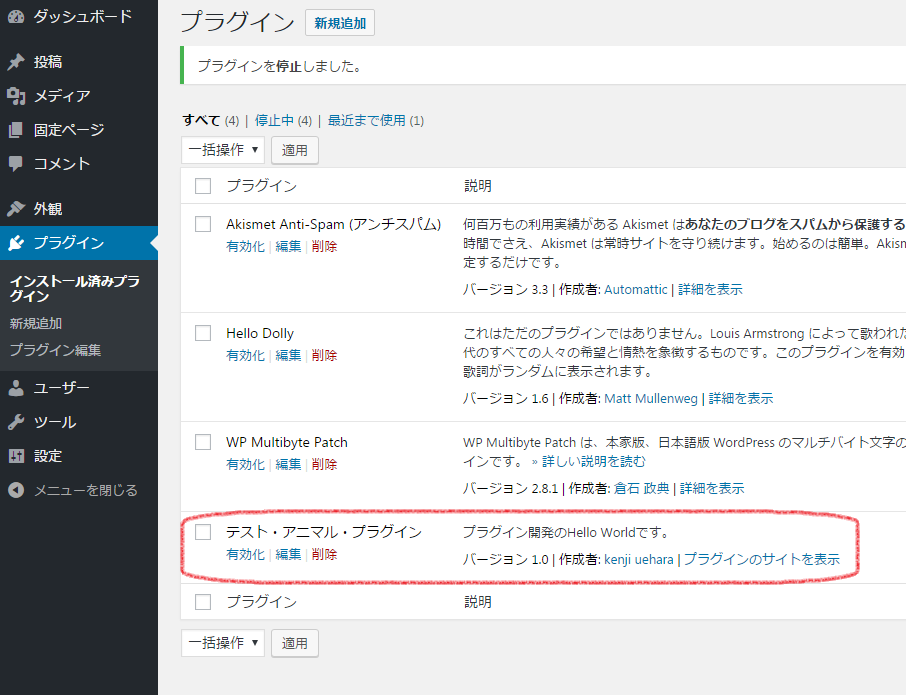 ダッシュボード
投稿
メディア
固定ページ
コメント
外観
プラグイン
インストール済みプラ
グイン
新規追加
プラグイン編集
ユーザー
ツール
設定
メニューを閉じる
プラグイン 新規追加
プラグインを停止しました。
すべて (4) | 停止中 (4) | 最近まで使用 (1)
一括操作 ▼ 適用
プラグイン 説明
Akismet Anti-Spam (アンチスパム)
有効化 | 編集 | 削除
何百万もの利用実績がある Akismet はあなたのブログをスパムから保護する
時間でさえ、Akismet は常時サイトを守り続けます。始めるのは簡単。Akism
定するだけです。
バージョン 3.3 | 作成者: Automattic | 詳細を表示
Hello Dolly
有効化 | 編集 | 削除
これはただのプラグインではありません。Louis Armstrong によって歌われた
代のすべての人々の希望と情熱を象徴するものです。このプラグインを有効
歌詞がランダムに表示されます。
バージョン 1.6 | 作成者: Matt Mullenweg | 詳細を表示
WP Multibyte Patch
有効化 | 編集 | 削除
WP Multibyte Patch は、本家版、日本語版 WordPress のマルチバイト文字の
インです。 » 詳しい説明を読む
バージョン 2.8.1 | 作成者: 倉石 政典 | 詳細を表示
テスト・アニマル・プラグイン
有効化 | 編集 | 削除
プラグイン開発のHello Worldです。
バージョン 1.0 | 作成者: kenji uehara | プラグインのサイトを表示
プラグイン 説明
一括操作 ▼ 適用